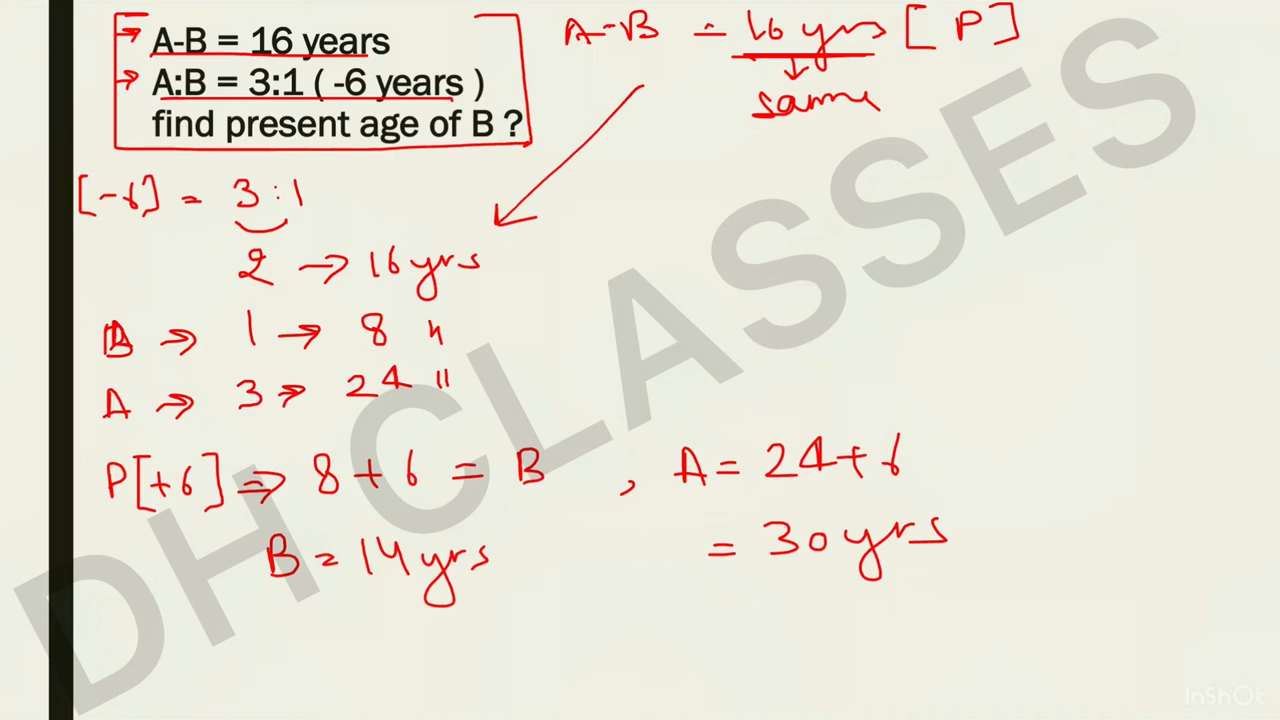 A-B = 16 years
A:B = 3:1 ( -6 years )
find present age of B ?
A-B = 16 yrs [ P ]
same
[-6] = 3:1
2 → 16 yrs
B ⇒ 1 → 8 "
A ⇒ 3 → 24 "
P[+6] ⇒ 8+6 = B , A = 24+6
B = 14 yrs = 30 yrs
DH CLASSES
InShOt